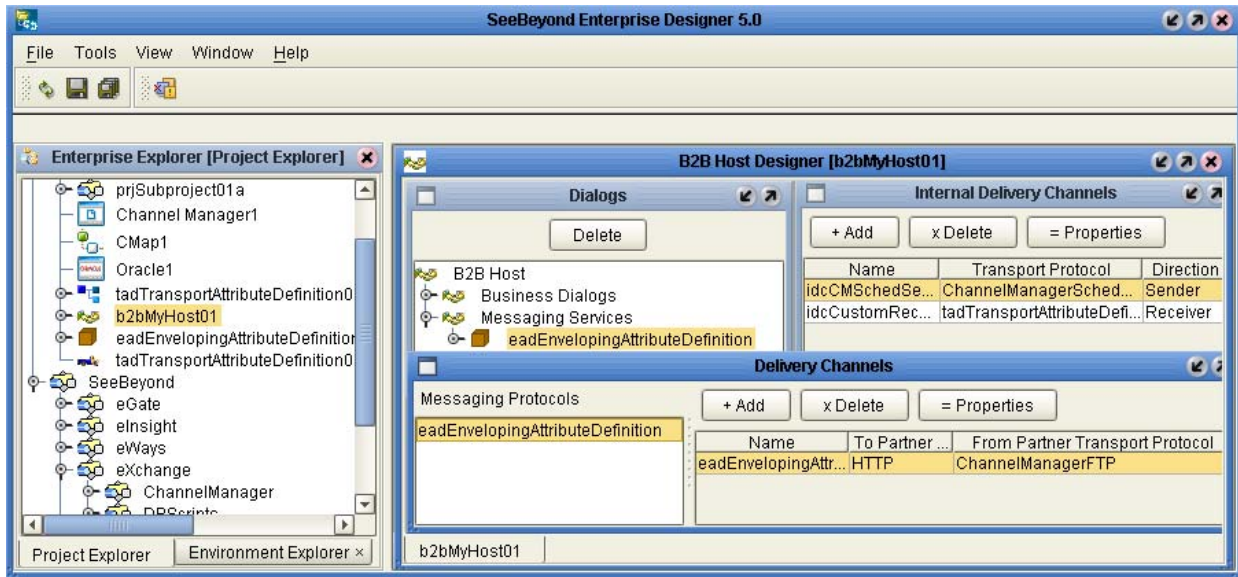 SeeBeyond Enterprise Designer 5.0
File Tools View Window Help
Enterprise Explorer [Project Explorer]
prjSubproject01a
Channel Manager1
CMap1
Oracle1
tadTransportAttributeDefinition0
b2bMyHost01
eadEnvelopingAttributeDefinition
tadTransportAttributeDefinition0
SeeBeyond
eGate
eInsight
eWays
eXchange
ChannelManager
Project Explorer Environment Explorer ×
B2B Host Designer [b2bMyHost01]
Dialogs
Delete
B2B Host
Business Dialogs
Messaging Services
eadEnvelopingAttributeDefinition
Internal Delivery Channels
+ Add x Delete = Properties
Name Transport Protocol Direction
idcCMSchedSe... ChannelManagerSched... Sender
idcCustomRec... tadTransportAttributeDefi... Receiver
Delivery Channels
Messaging Protocols
eadEnvelopingAttributeDefinition
+ Add x Delete = Properties
Name To Partner ... From Partner Transport Protocol
eadEnvelopingAttr... HTTP ChannelManagerFTP
b2bMyHost01